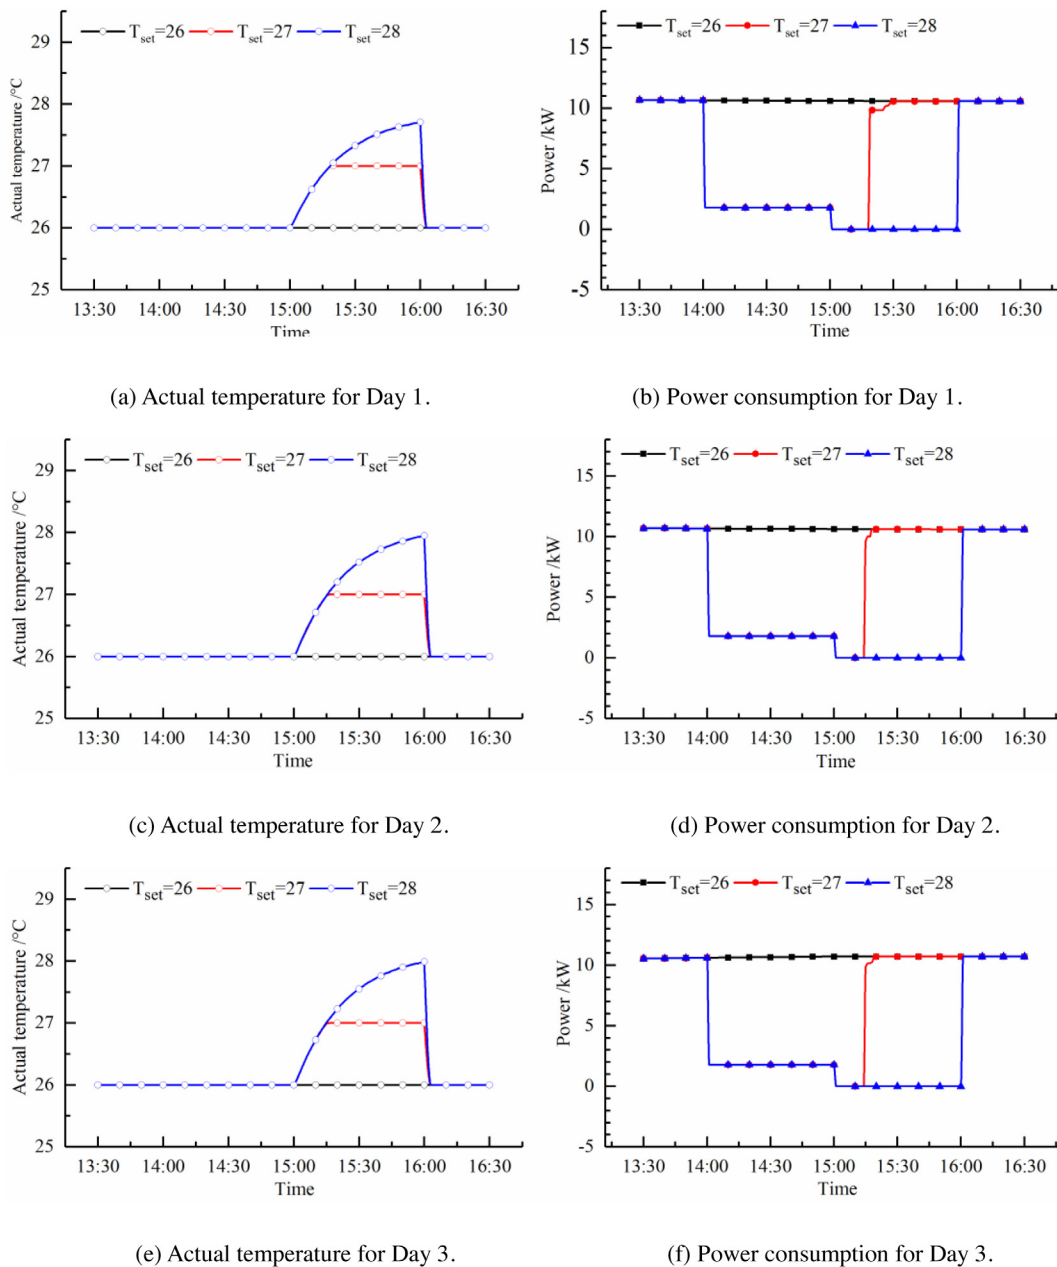 T_set=26 T_set=27 T_set=28
29
28
27
26
25
Actual temperature /°C
13:30 14:00 14:30 15:00 15:30 16:00 16:30
Time
T_set=26 T_set=27 T_set=28
15
10
5
0
-5
Power /kW
13:30 14:00 14:30 15:00 15:30 16:00 16:30
Time
(a) Actual temperature for Day 1.
(b) Power consumption for Day 1.
T_set=26 T_set=27 T_set=28
29
28
27
26
25
Actual temperature /°C
13:30 14:00 14:30 15:00 15:30 16:00 16:30
Time
T_set=26 T_set=27 T_set=28
15
10
5
0
-5
Power /kW
13:30 14:00 14:30 15:00 15:30 16:00 16:30
Time
(c) Actual temperature for Day 2.
(d) Power consumption for Day 2.
T_set=26 T_set=27 T_set=28
29
28
27
26
25
Actual temperature /°C
13:30 14:00 14:30 15:00 15:30 16:00 16:30
Time
T_set=26 T_set=27 T_set=28
15
10
5
0
-5
Power /kW
13:30 14:00 14:30 15:00 15:30 16:00 16:30
Time
(e) Actual temperature for Day 3.
(f) Power consumption for Day 3.